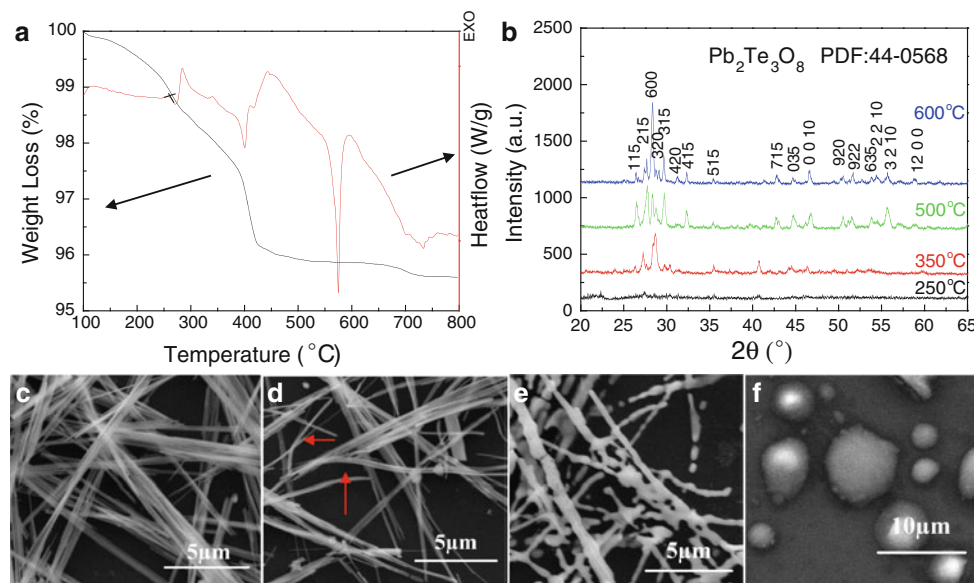 a
EXO
100
99
98
97
96
95
Weight Loss (%)
Heatflow (W/g)
100 200 300 400 500 600 700 800
Temperature (°C)
b
Pb2Te3O8 PDF:44-0568
2500
2000
1500
1000
500
0
Intensity (a.u.)
115
215
600
320
315
420
415
515
715
035
0 0 10
920
922
635
2 2 10
3 2 10
12 0 0
600°C
500°C
350°C
250°C
20 25 30 35 40 45 50 55 60 65
2θ (°)
c
5μm
d
5μm
e
5μm
f
10μm